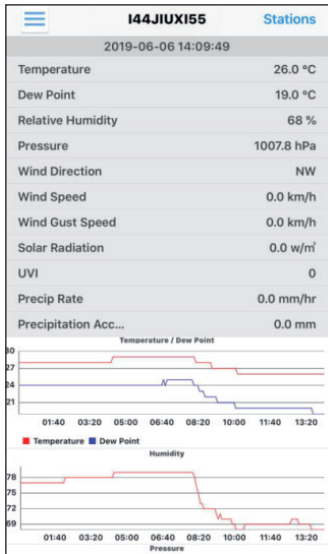 I44JIUXI55 Stations
2019-06-06 14:09:49
Temperature 26.0 °C
Dew Point 19.0 °C
Relative Humidity 68 %
Pressure 1007.8 hPa
Wind Direction NW
Wind Speed 0.0 km/h
Wind Gust Speed 0.0 km/h
Solar Radiation 0.0 w/㎡
UVI 0
Precip Rate 0.0 mm/hr
Precipitation Acc... 0.0 mm
Temperature / Dew Point
30
27
24
21
01:40 03:20 05:00 06:40 08:20 10:00 11:40 13:20
Temperature Dew Point
Humidity
78
75
72
69
01:40 03:20 05:00 06:40 08:20 10:00 11:40 13:20
Pressure